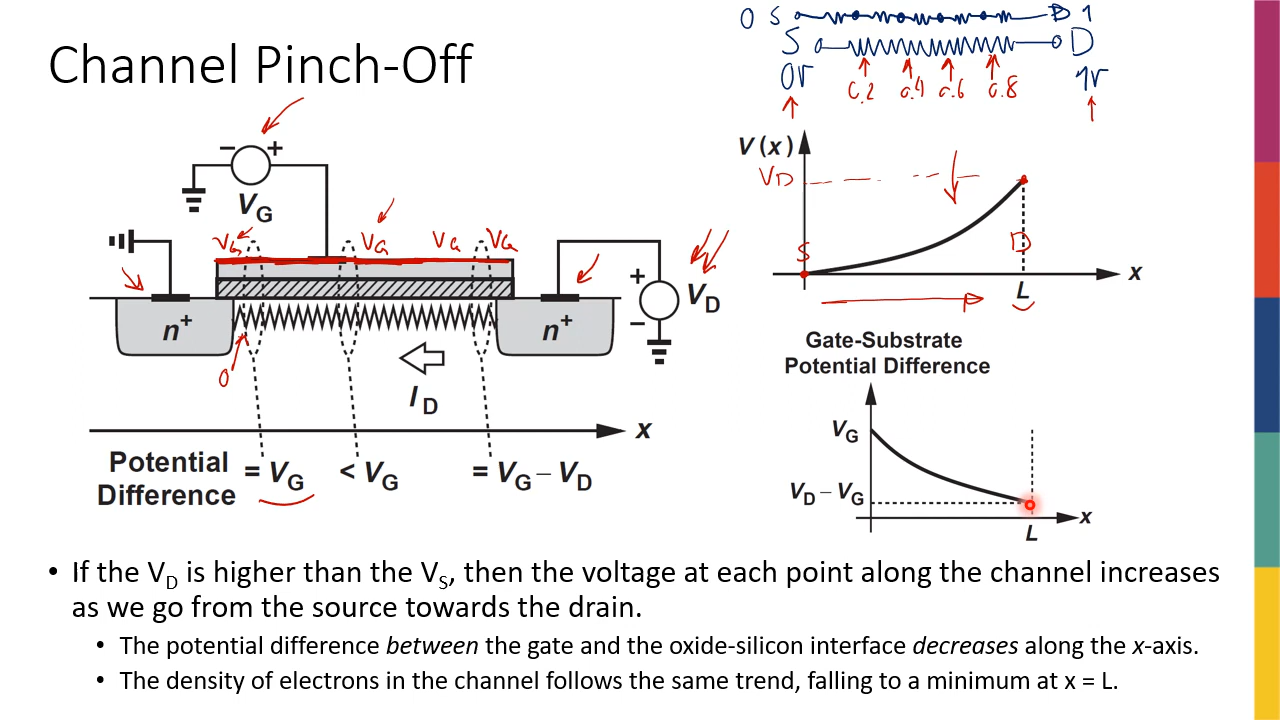 Channel Pinch-Off
0 S D 1
S D
0V 0.2 0.4 0.6 0.8 1V
− +
VG
VG VG VG VG
V(x)
VD
S D
L
x
n+ n+
+
VD
−
0
ID
x
Potential Difference = VG < VG = VG − VD
Gate-Substrate
Potential Difference
VG
VD − VG
x
L
• If the VD is higher than the VS, then the voltage at each point along the channel increases
as we go from the source towards the drain.
• The potential difference between the gate and the oxide-silicon interface decreases along the x-axis.
• The density of electrons in the channel follows the same trend, falling to a minimum at x = L.